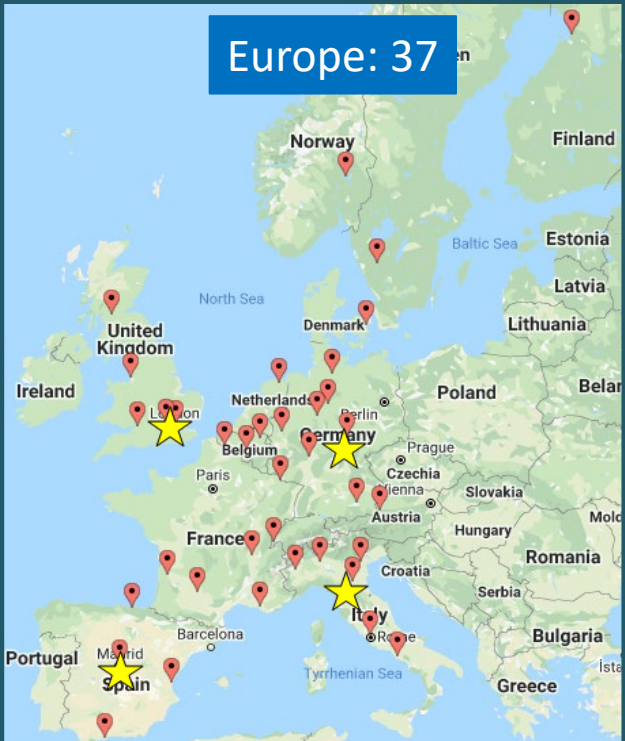 Europe: 37
en
Norway
Finland
Estonia
Baltic Sea
North Sea
Latvia
Denmark
Lithuania
United
Kingdom
Ireland
Netherlands
Poland
Belar
London
Berlin
Germany
Belgium
Prague
Paris
Czechia
Vienna
Slovakia
Austria
Mold
France
Hungary
Romania
Croatia
Serbia
Italy
Barcelona
Rome
Bulgaria
Portugal
Madrid
Ista
Tyrrhenian Sea
Spain
Greece